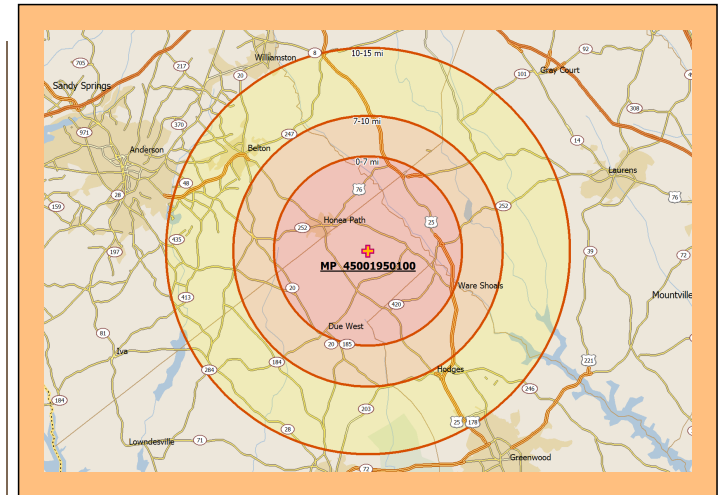 10-15 mi
92
Williamston
8
705
217
101
Gray Court
20
Sandy Springs
308
370
7-10 mi
971
247
14
Anderson
Belton
0-7 mi
Laurens
48
76
76
28
159
Honea Path
25
252
252
435
197
39
72
MP 45001950100
20
Ware Shoals
413
420
Mountville
81
Due West
20
185
Iva
184
221
284
Hodges
184
246
203
28
25
178
Lowndesville
71
Greenwood
72